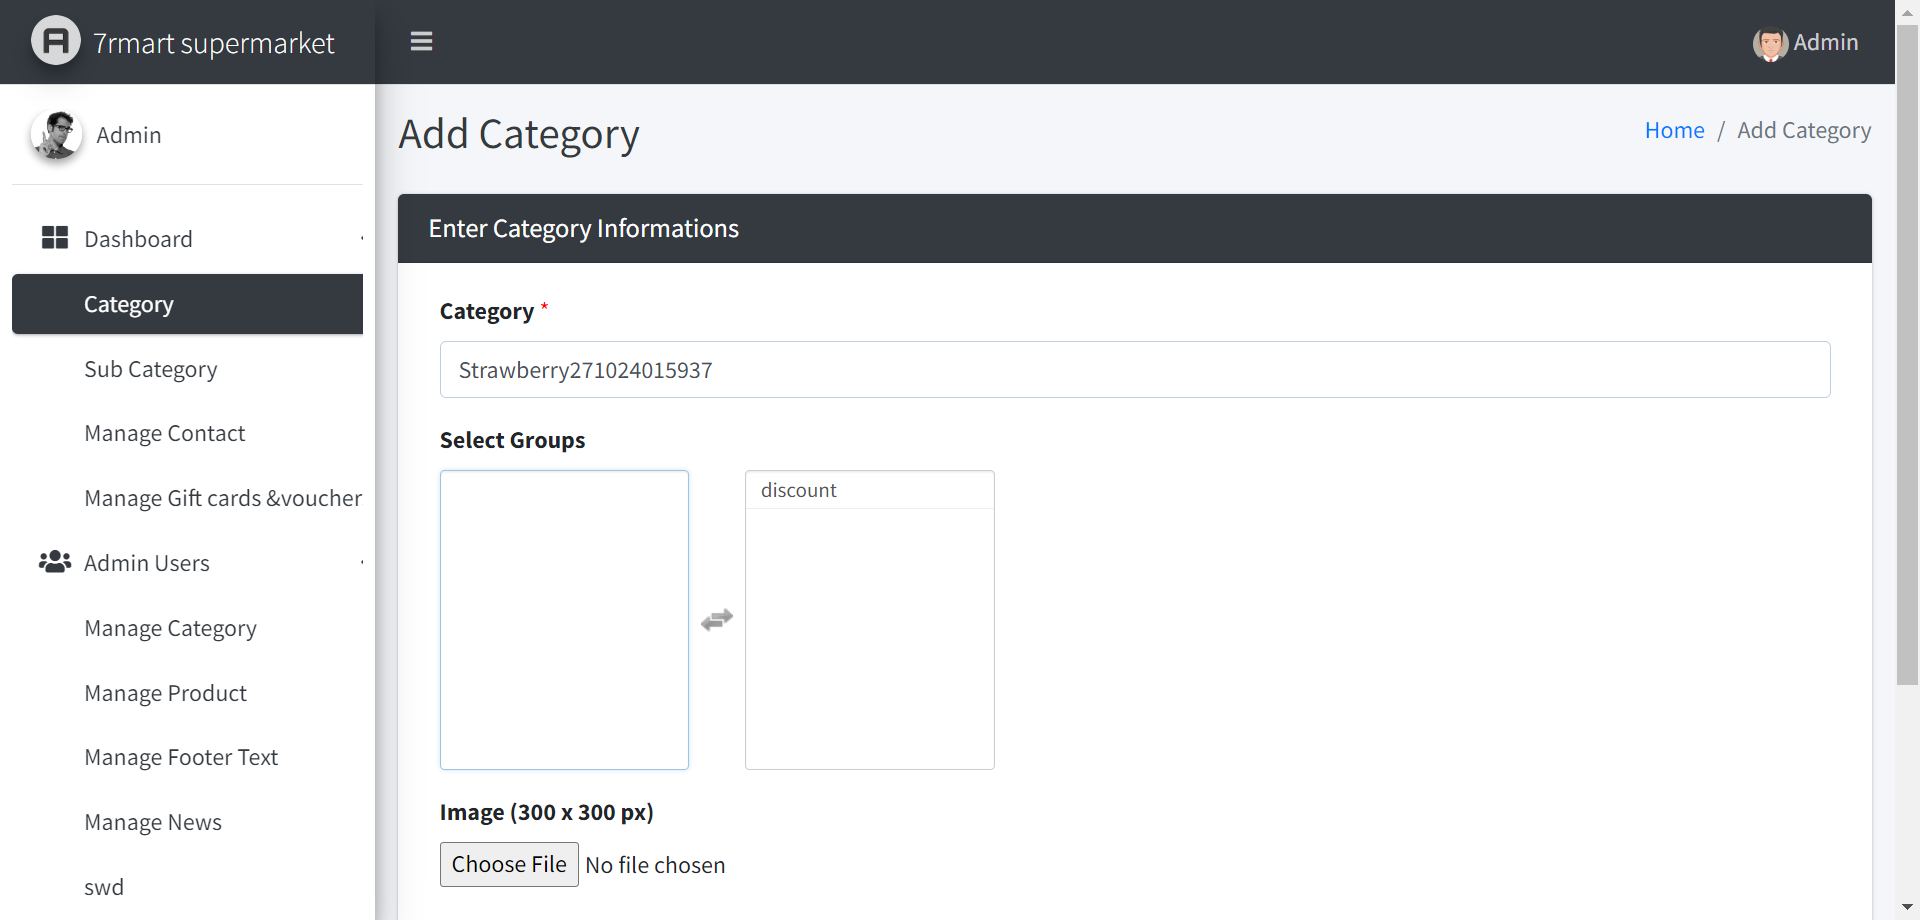 7rmart supermarket
Admin
Admin
Add Category
Home / Add Category
Dashboard
Category
Sub Category
Manage Contact
Manage Gift cards &voucher
Admin Users
Manage Category
Manage Product
Manage Footer Text
Manage News
swd
Enter Category Informations
Category *
Strawberry271024015937
Select Groups
discount
Image (300 x 300 px)
Choose File No file chosen